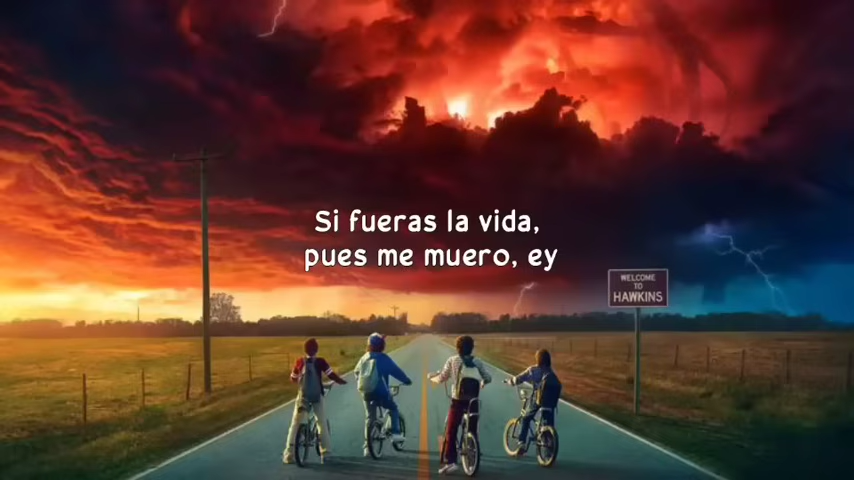 Si fueras la vida,
pues me muero, ey
WELCOME
TO
HAWKINS